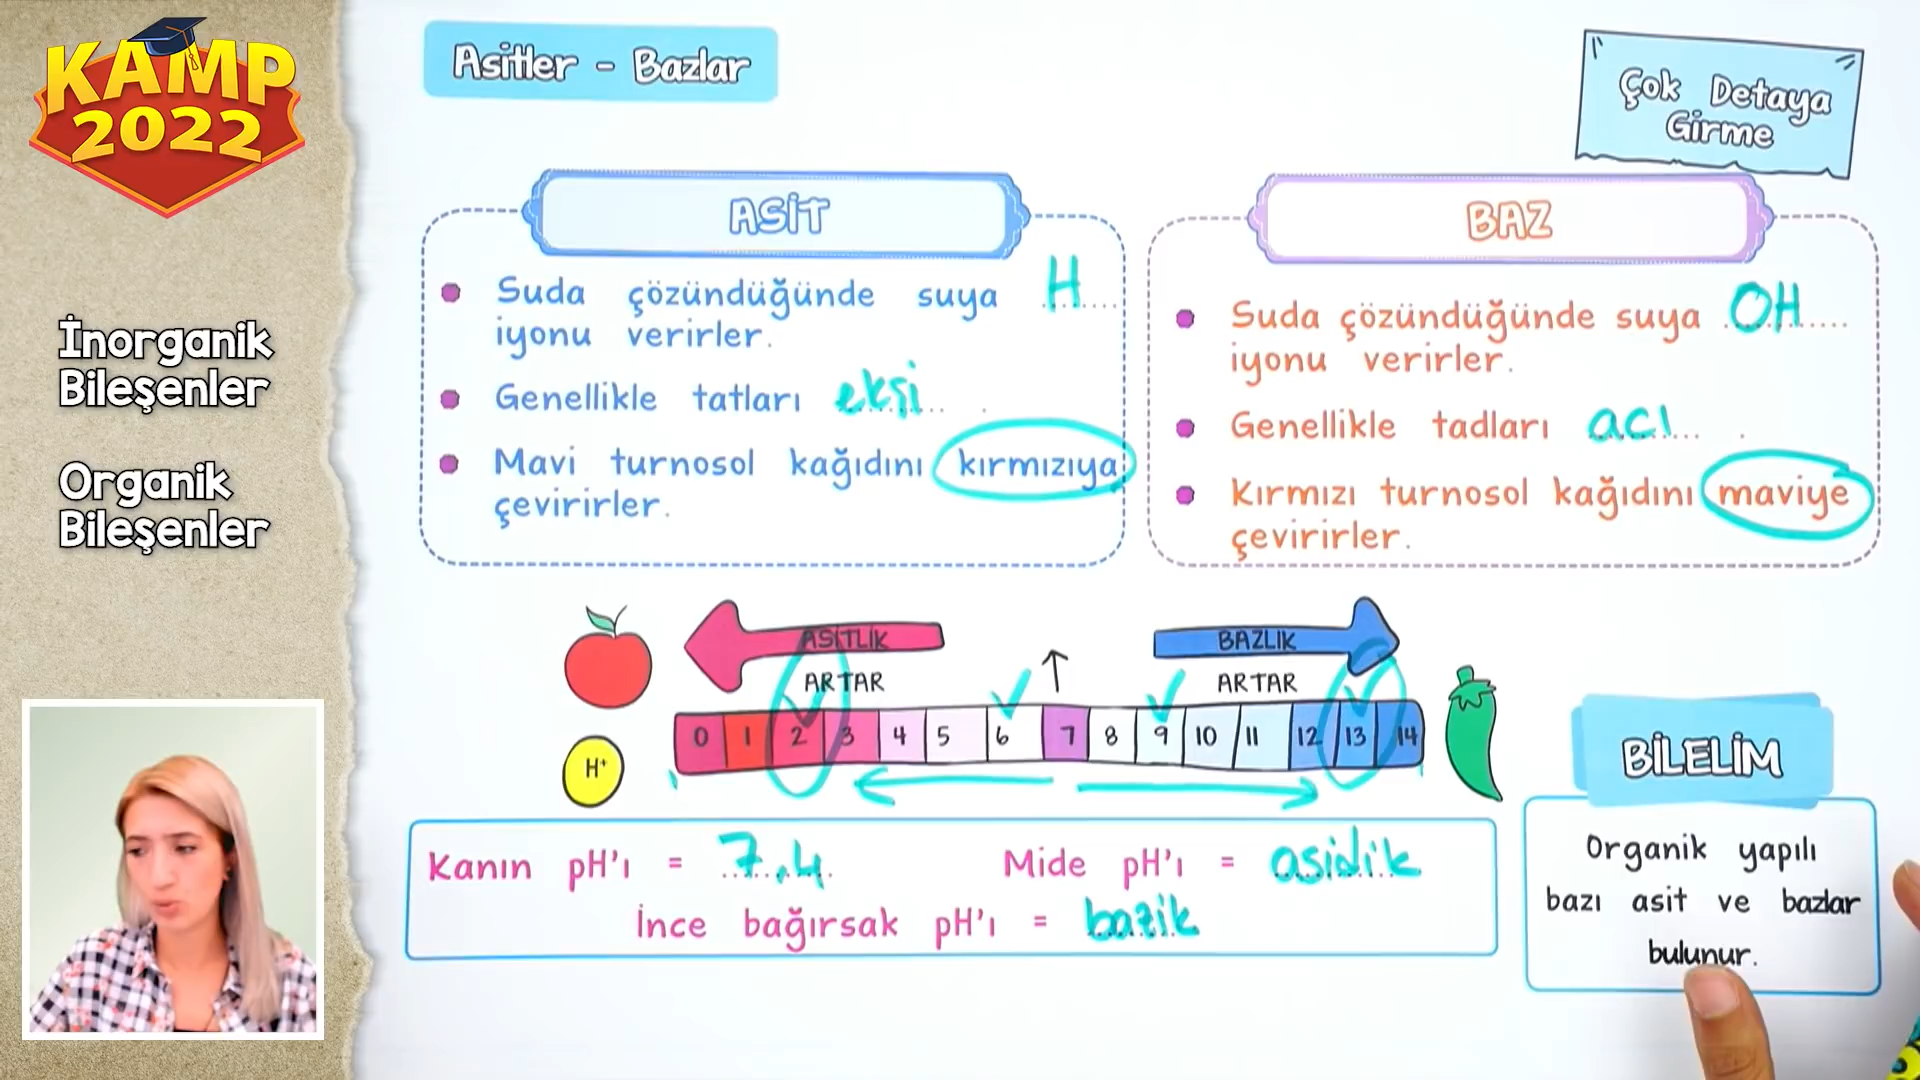 KAMP
2022
İnorganik
Bileşenler
Organik
Bileşenler
Asitler - Bazlar
Çok Detaya
Girme
ASİT
Suda çözündüğünde suya H
iyonu verirler.
Genellikle tatları ekşi
Mavi turnosol kağıdını kırmızıya
çevirirler.
BAZ
Suda çözündüğünde suya OH
iyonu verirler.
Genellikle tadları acı
Kırmızı turnosol kağıdını maviye
çevirirler.
ASİTLİK
ARTAR
BAZLIK
ARTAR
0 1 2 3 4 5 6 7 8 9 10 11 12 13 14
H+
Kanın pH'ı = 7,4 Mide pH'ı = asidik
İnce bağırsak pH'ı = bazik
BİLELİM
Organik yapılı
bazı asit ve bazlar
bulunur.